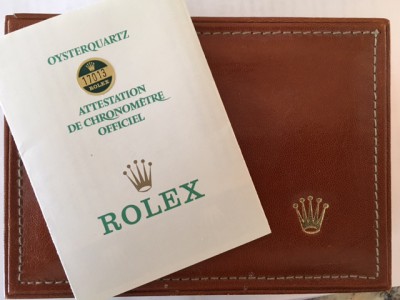 OYSTERQUARTZ
17013
ROLEX
ATTESTATION
DE CHRONOMÈTRE
OFFICIEL
ROLEX